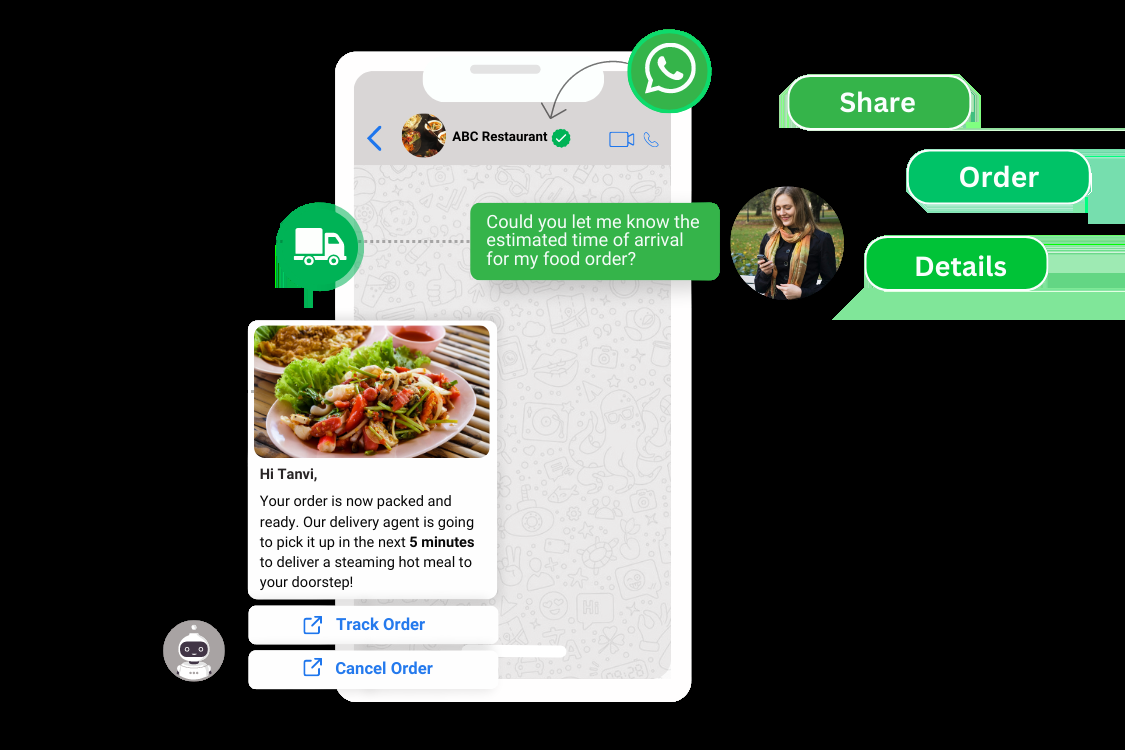 Share
ABC Restaurant
Order
Could you let me know the
estimated time of arrival
for my food order?
Details
Hi Tanvi,
Your order is now packed and
ready. Our delivery agent is going
to pick it up in the next 5 minutes
to deliver a steaming hot meal to
your doorstep!
Hi
Track Order
Cancel Order